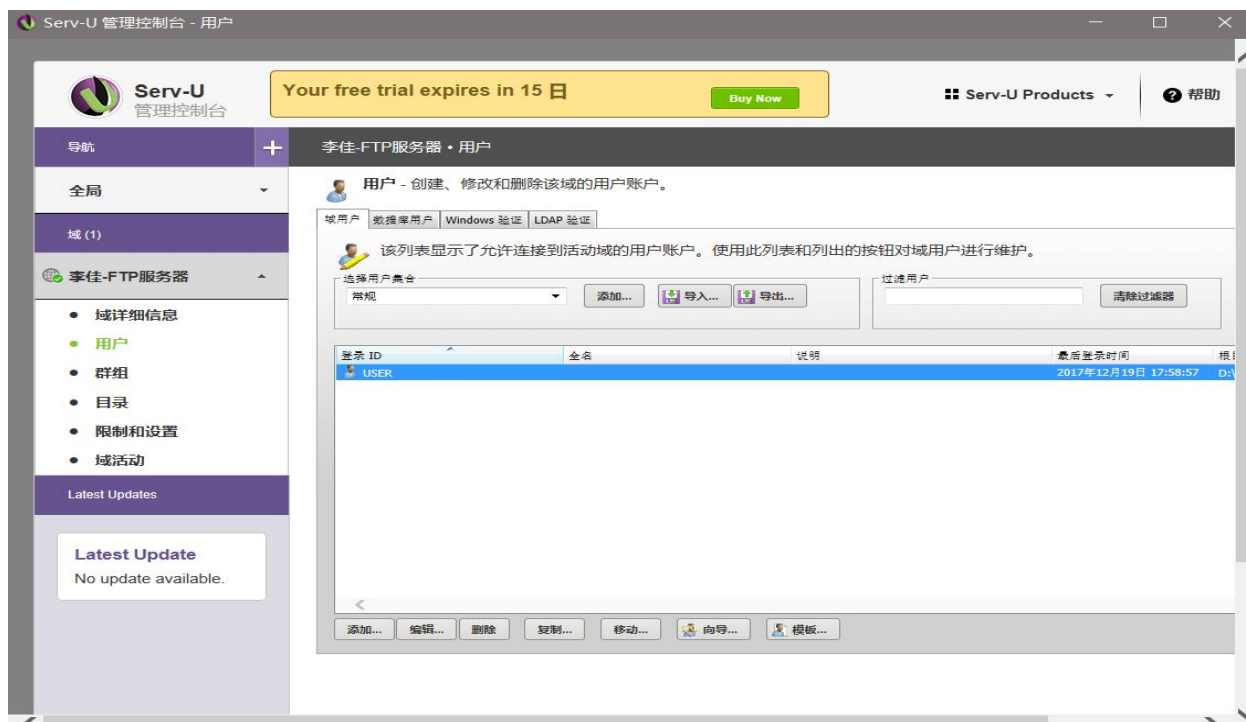 Serv-U 管理控制台 - 用户
Serv-U
管理控制台
Your free trial expires in 15 日
Buy Now
Serv-U Products
帮助
导航
李佳-FTP服务器 • 用户
全局
域 (1)
李佳-FTP服务器
域详细信息
用户
群组
目录
限制和设置
域活动
Latest Updates
Latest Update
No update available.
用户 - 创建、修改和删除该域的用户账户。
域用户 数据库用户 Windows 验证 LDAP 验证
该列表显示了允许连接到活动域的用户账户。使用此列表和列出的按钮对域用户进行维护。
选择用户集合
常规 添加... 导入... 导出...
过滤用户
清除过滤器
登录 ID 全名 说明 最后登录时间
USER 2017年12月19日 17:58:57 D:\
添加... 编辑... 删除 复制... 移动... 向导... 模板...